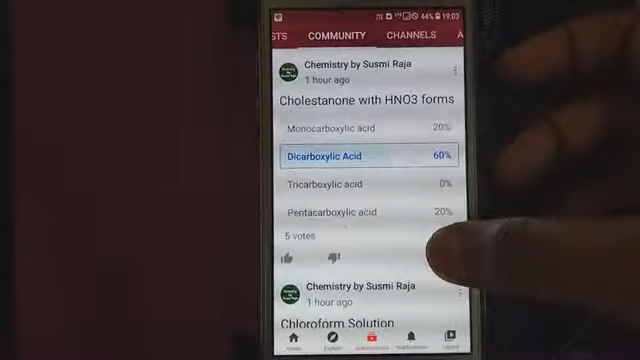 44% 19:03
STS COMMUNITY CHANNELS A
Chemistry by Susmi Raja
1 hour ago
Cholestanone with HNO3 forms
Monocarboxylic acid 20%
Dicarboxylic Acid 60%
Tricarboxylic acid 0%
Pentacarboxylic acid 20%
5 votes
Chemistry by Susmi Raja
1 hour ago
Chloroform Solution